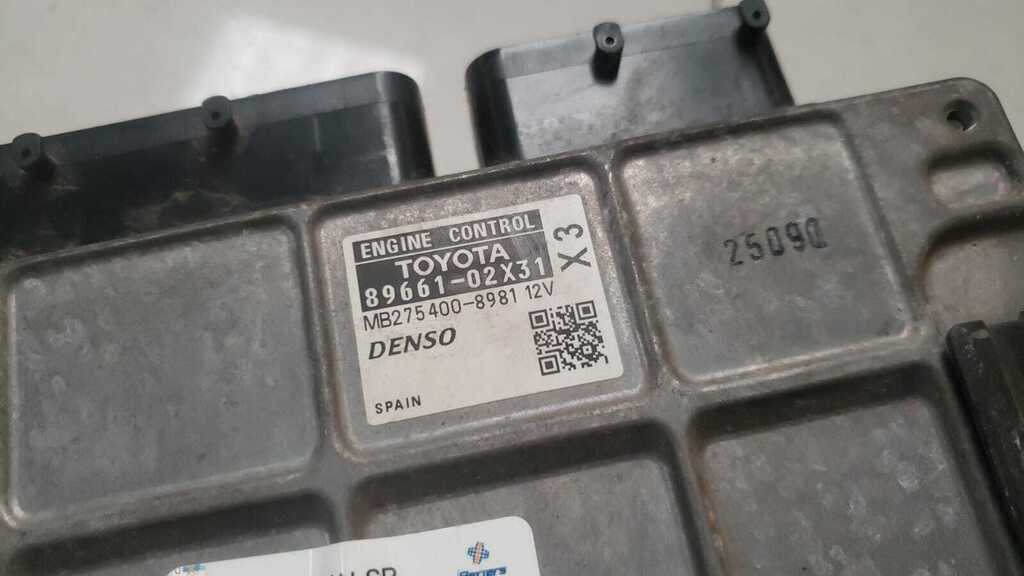 ENGINE CONTROL
TOYOTA
89661-02X31
X3
MB275400-8981 12V
DENSO
SPAIN
25090